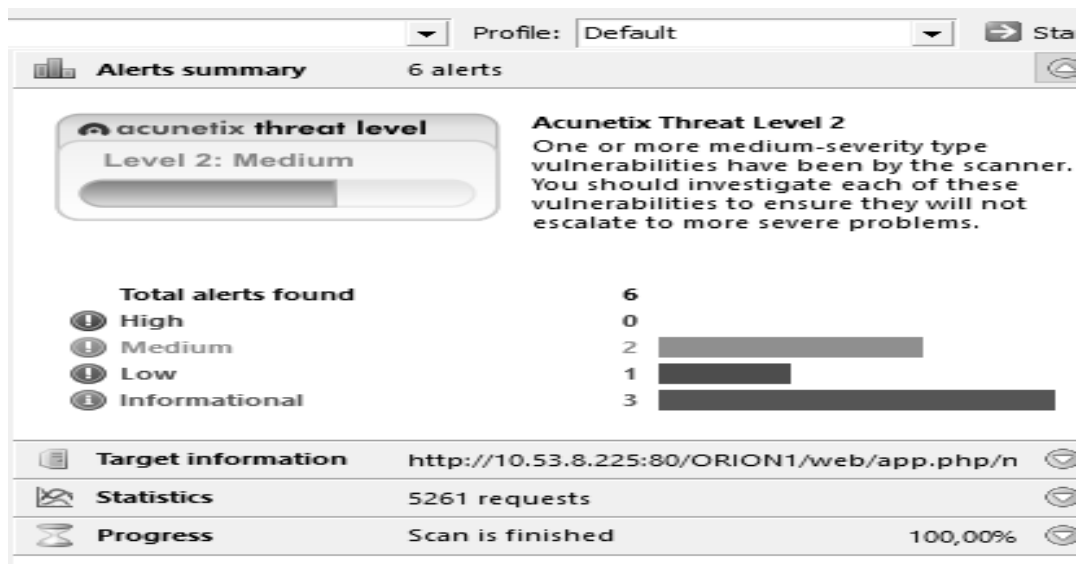 Profile: Default Sta
Alerts summary 6 alerts
acunetix threat level
Level 2: Medium
Acunetix Threat Level 2
One or more medium-severity type
vulnerabilities have been by the scanner.
You should investigate each of these
vulnerabilities to ensure they will not
escalate to more severe problems.
Total alerts found 6
High 0
Medium 2
Low 1
Informational 3
Target information http://10.53.8.225:80/ORION1/web/app.php/n
Statistics 5261 requests
Progress Scan is finished 100,00%